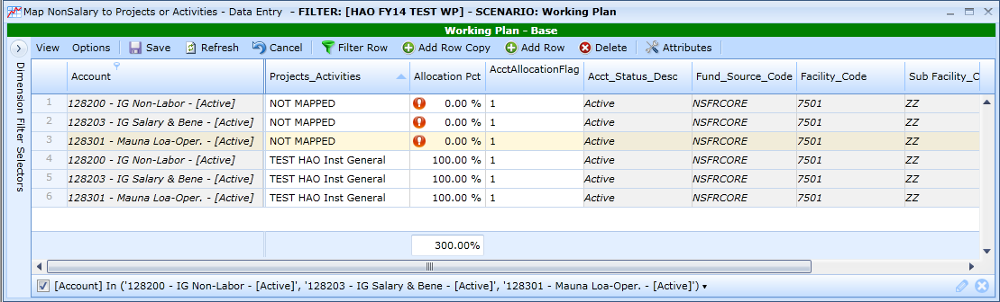 Map NonSalary to Projects or Activities - Data Entry - FILTER: [HAO FY14 TEST WP] - SCENARIO: Working Plan
Working Plan - Base
View Options Save Refresh Cancel Filter Row Add Row Copy Add Row Delete Attributes
Dimension Filter Selectors
Account Projects_Activities Allocation Pct AcctAllocationFlag Acct_Status_Desc Fund_Source_Code Facility_Code Sub Facility_C
1 128200 - IG Non-Labor - [Active] NOT MAPPED 0.00 % 1 Active NSFRCORE 7501 ZZ
2 128203 - IG Salary & Bene - [Active] NOT MAPPED 0.00 % 1 Active NSFRCORE 7501 ZZ
3 128301 - Mauna Loa-Oper. - [Active] NOT MAPPED 0.00 % 1 Active NSFRCORE 7501 ZZ
4 128200 - IG Non-Labor - [Active] TEST HAO Inst General 100.00 % 1 Active NSFRCORE 7501 ZZ
5 128203 - IG Salary & Bene - [Active] TEST HAO Inst General 100.00 % 1 Active NSFRCORE 7501 ZZ
6 128301 - Mauna Loa-Oper. - [Active] TEST HAO Inst General 100.00 % 1 Active NSFRCORE 7501 ZZ
300.00%
[Account] In ('128200 - IG Non-Labor - [Active]', '128203 - IG Salary & Bene - [Active]', '128301 - Mauna Loa-Oper. - [Active]')